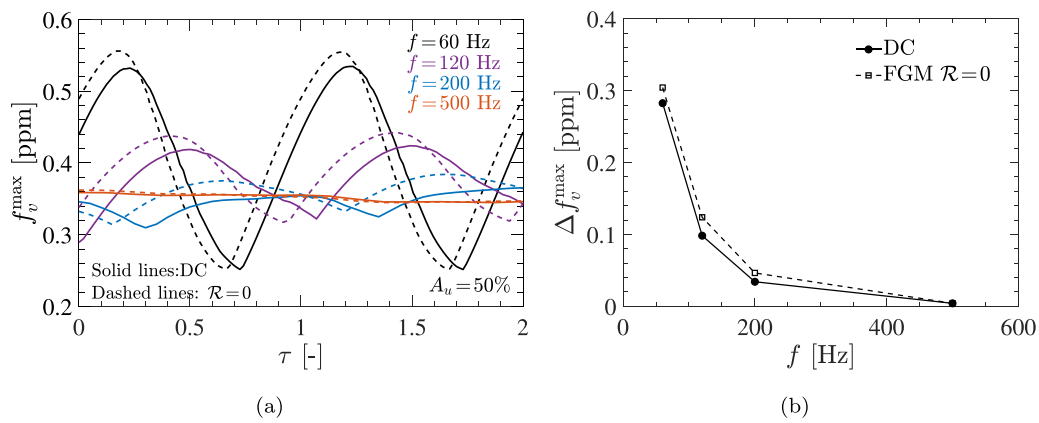 0.6
0.5
0.4
0.3
0.2
f_v^max [ppm]
f=60 Hz
f=120 Hz
f=200 Hz
f=500 Hz
Solid lines:DC
Dashed lines: ℛ=0
A_u=50%
0 0.5 1 1.5 2
τ [-]
(a)
0.4
0.3
0.2
0.1
0
Δf_v^max [ppm]
DC
FGM ℛ=0
0 200 400 600
f [Hz]
(b)